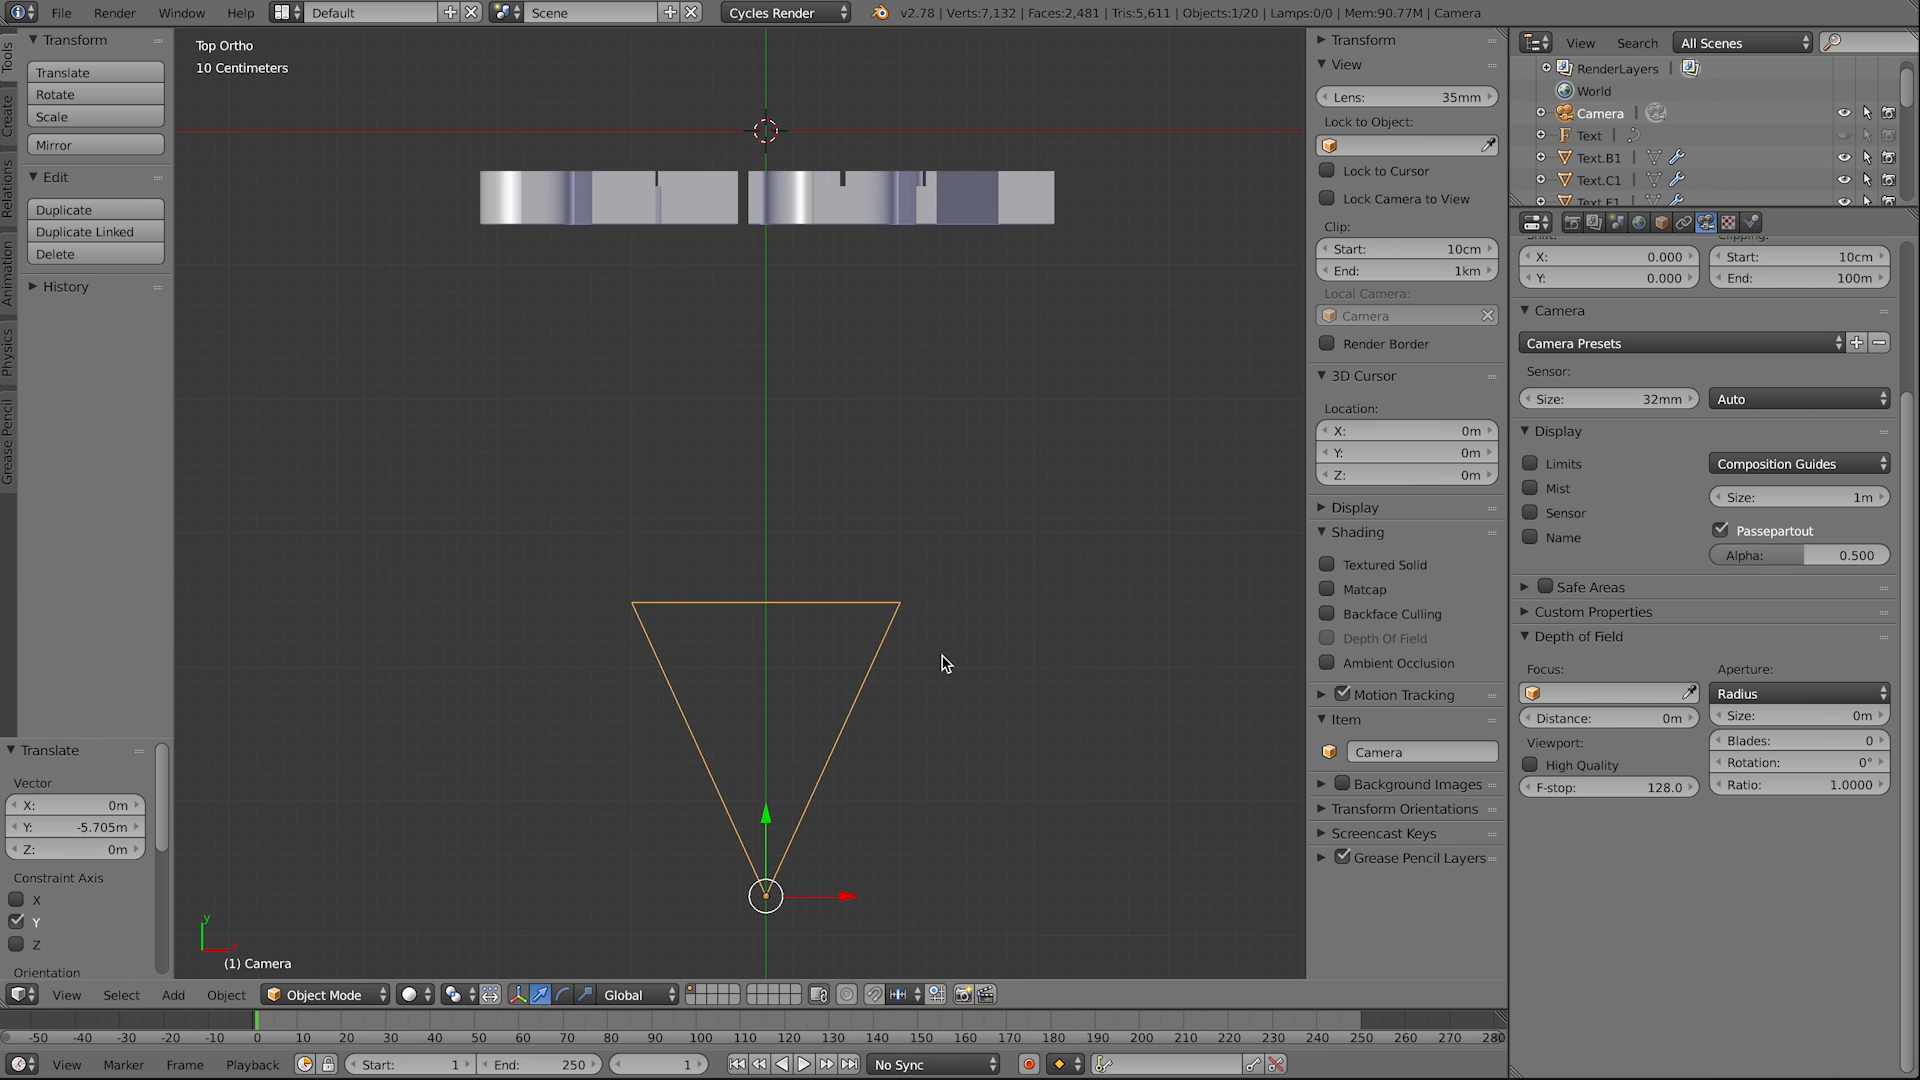 File Render Window Help Default Scene Cycles Render v2.78 | Verts:7,132 | Faces:2,481 | Tris:5,611 | Objects:1/20 | Lamps:0/0 | Mem:90.77M | Camera
Tools
Create
Relations
Animation
Physics
Grease Pencil
Transform
Translate
Rotate
Scale
Mirror
Edit
Duplicate
Duplicate Linked
Delete
History
Translate
Vector
X: 0m
Y: -5.705m
Z: 0m
Constraint Axis
X
Y
Z
Orientation
Top Ortho
10 Centimeters
y
(1) Camera
Transform
View
Lens: 35mm
Lock to Object:
Lock to Cursor
Lock Camera to View
Clip:
Start: 10cm
End: 1km
Local Camera:
Camera
Render Border
3D Cursor
Location:
X: 0m
Y: 0m
Z: 0m
Display
Shading
Textured Solid
Matcap
Backface Culling
Depth Of Field
Ambient Occlusion
Motion Tracking
Item
Camera
Background Images
Transform Orientations
Screencast Keys
Grease Pencil Layers
View Search All Scenes
RenderLayers
World
Camera
Text
Text.B1
Text.C1
Shift: Clipping:
X: 0.000 Start: 10cm
Y: 0.000 End: 100m
Camera
Camera Presets
Sensor:
Size: 32mm Auto
Display
Limits Composition Guides
Mist Size: 1m
Sensor Passepartout
Name Alpha: 0.500
Safe Areas
Custom Properties
Depth of Field
Focus: Aperture:
Radius
Distance: 0m Size: 0m
Viewport: Blades: 0
High Quality Rotation: 0°
F-stop: 128.0 Ratio: 1.0000
View Select Add Object Object Mode Global
-50 -40 -30 -20 -10 0 10 20 30 40 50 60 70 80 90 100 110 120 130 140 150 160 170 180 190 200 210 220 230 240 250 260 270 280
View Marker Frame Playback Start: 1 End: 250 1 No Sync